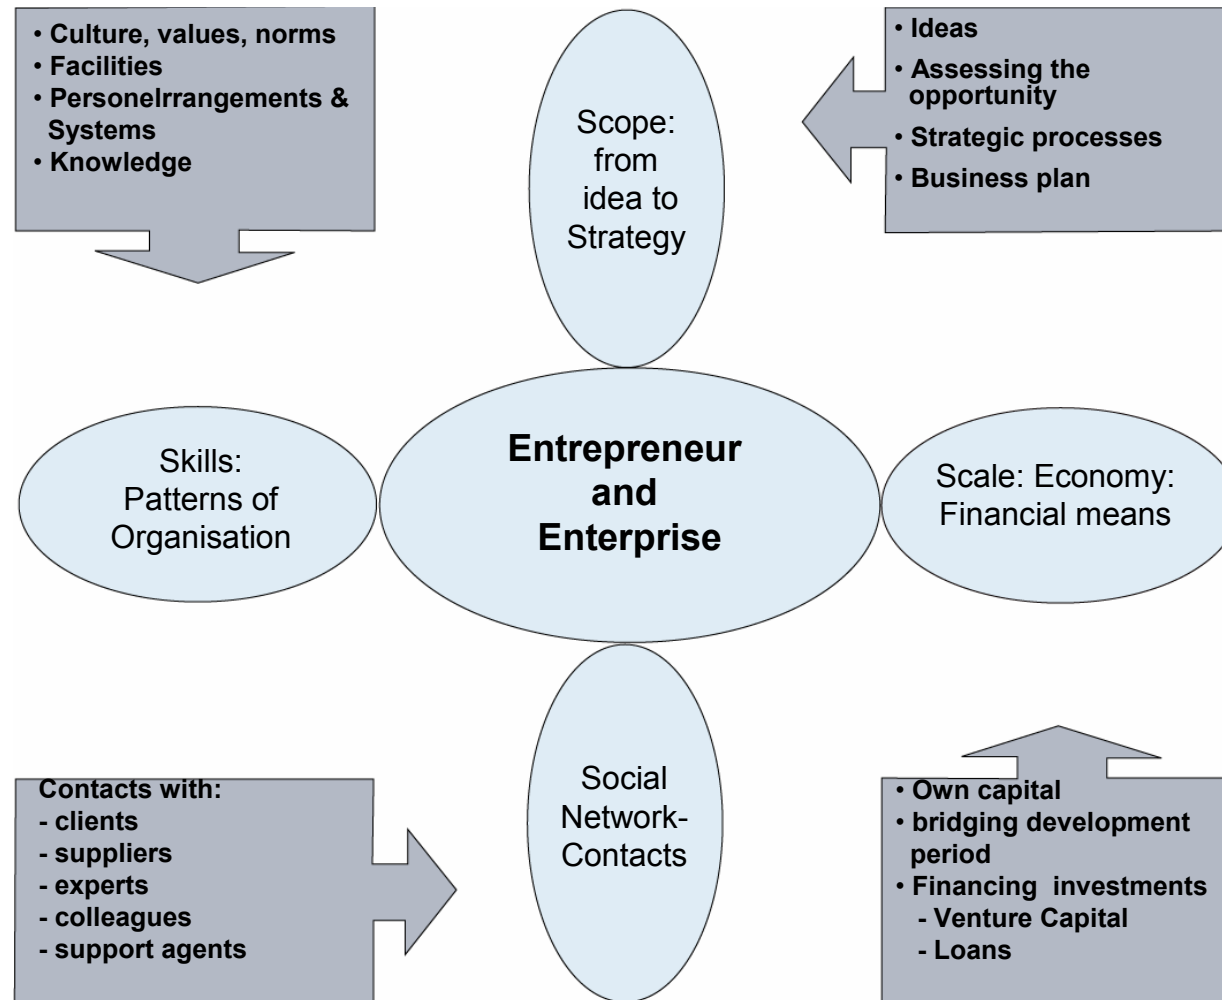 • Culture, values, norms
• Facilities
• Personelrrangements &
Systems
• Knowledge
• Ideas
• Assessing the
opportunity
• Strategic processes
• Business plan
Scope:
from
idea to
Strategy
Skills:
Patterns of
Organisation
Entrepreneur
and
Enterprise
Scale: Economy:
Financial means
Social
Network-
Contacts
Contacts with:
- clients
- suppliers
- experts
- colleagues
- support agents
• Own capital
• bridging development
period
• Financing investments
- Venture Capital
- Loans